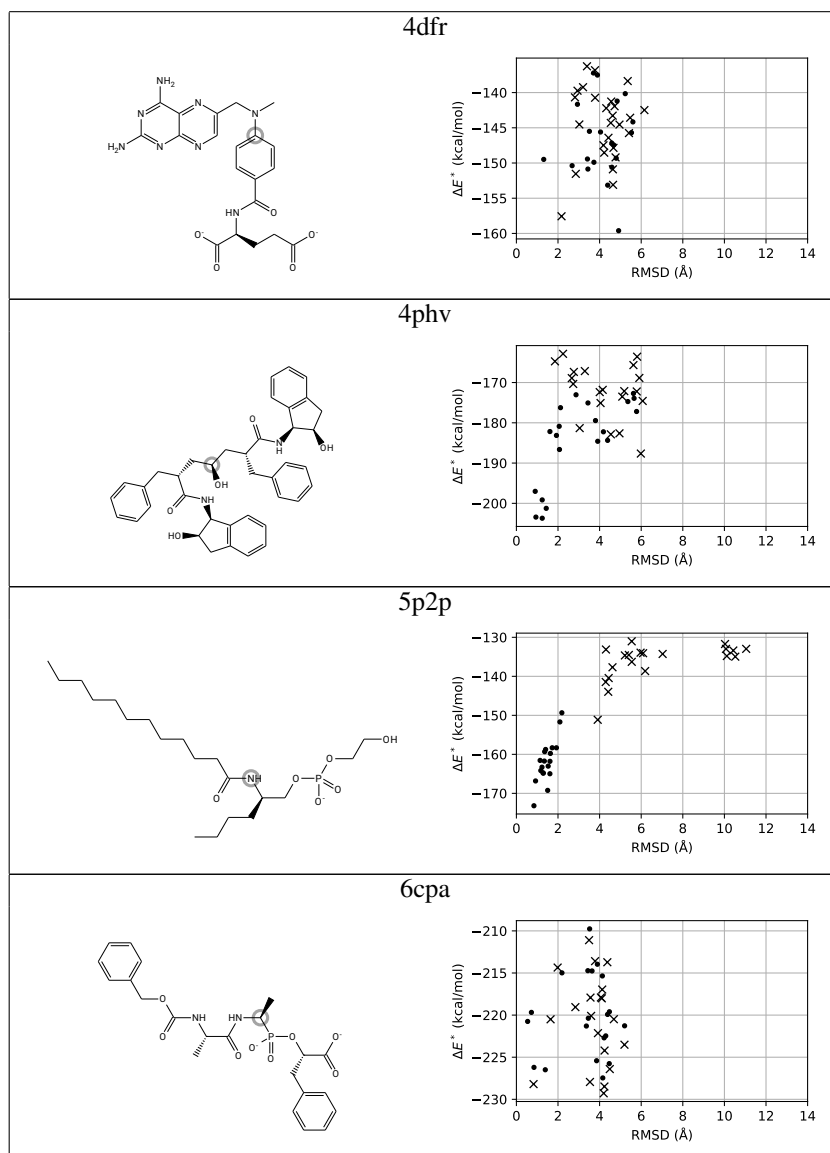 4dfr
NH₂
N
N
N
H₂N
N
N
N
HN
O
O⁻
O
O
O⁻
−140
−145
−150
−155
−160
ΔE* (kcal/mol)
0 2 4 6 8 10 12 14
RMSD (Å)
4phv
O
N
H
OH
OH
O
NH
HO
−170
−180
−190
−200
ΔE* (kcal/mol)
0 2 4 6 8 10 12 14
RMSD (Å)
5p2p
OH
O
NH
O
O
P
O
O⁻
−130
−140
−150
−160
−170
ΔE* (kcal/mol)
0 2 4 6 8 10 12 14
RMSD (Å)
6cpa
O
O
NH
HN
O
O⁻
P
O
O
O⁻
O
−210
−215
−220
−225
−230
ΔE* (kcal/mol)
0 2 4 6 8 10 12 14
RMSD (Å)